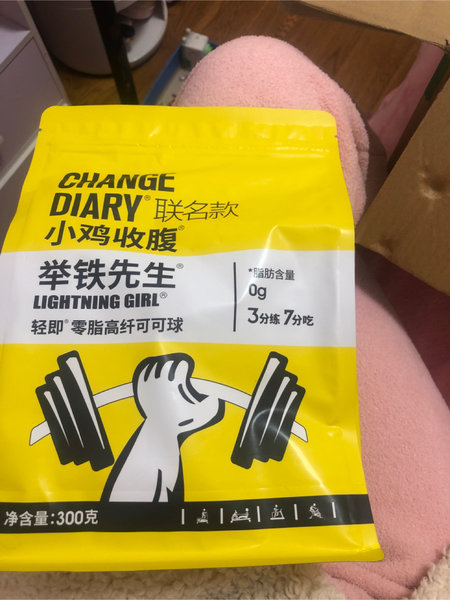 CHANGE
DIARY® 联名款
小鸡收腹®
举铁先生®
LIGHTNING GIRL®
轻即® 零脂高纤可可球
*脂肪含量
0g
3分练 7分吃
净含量:300克